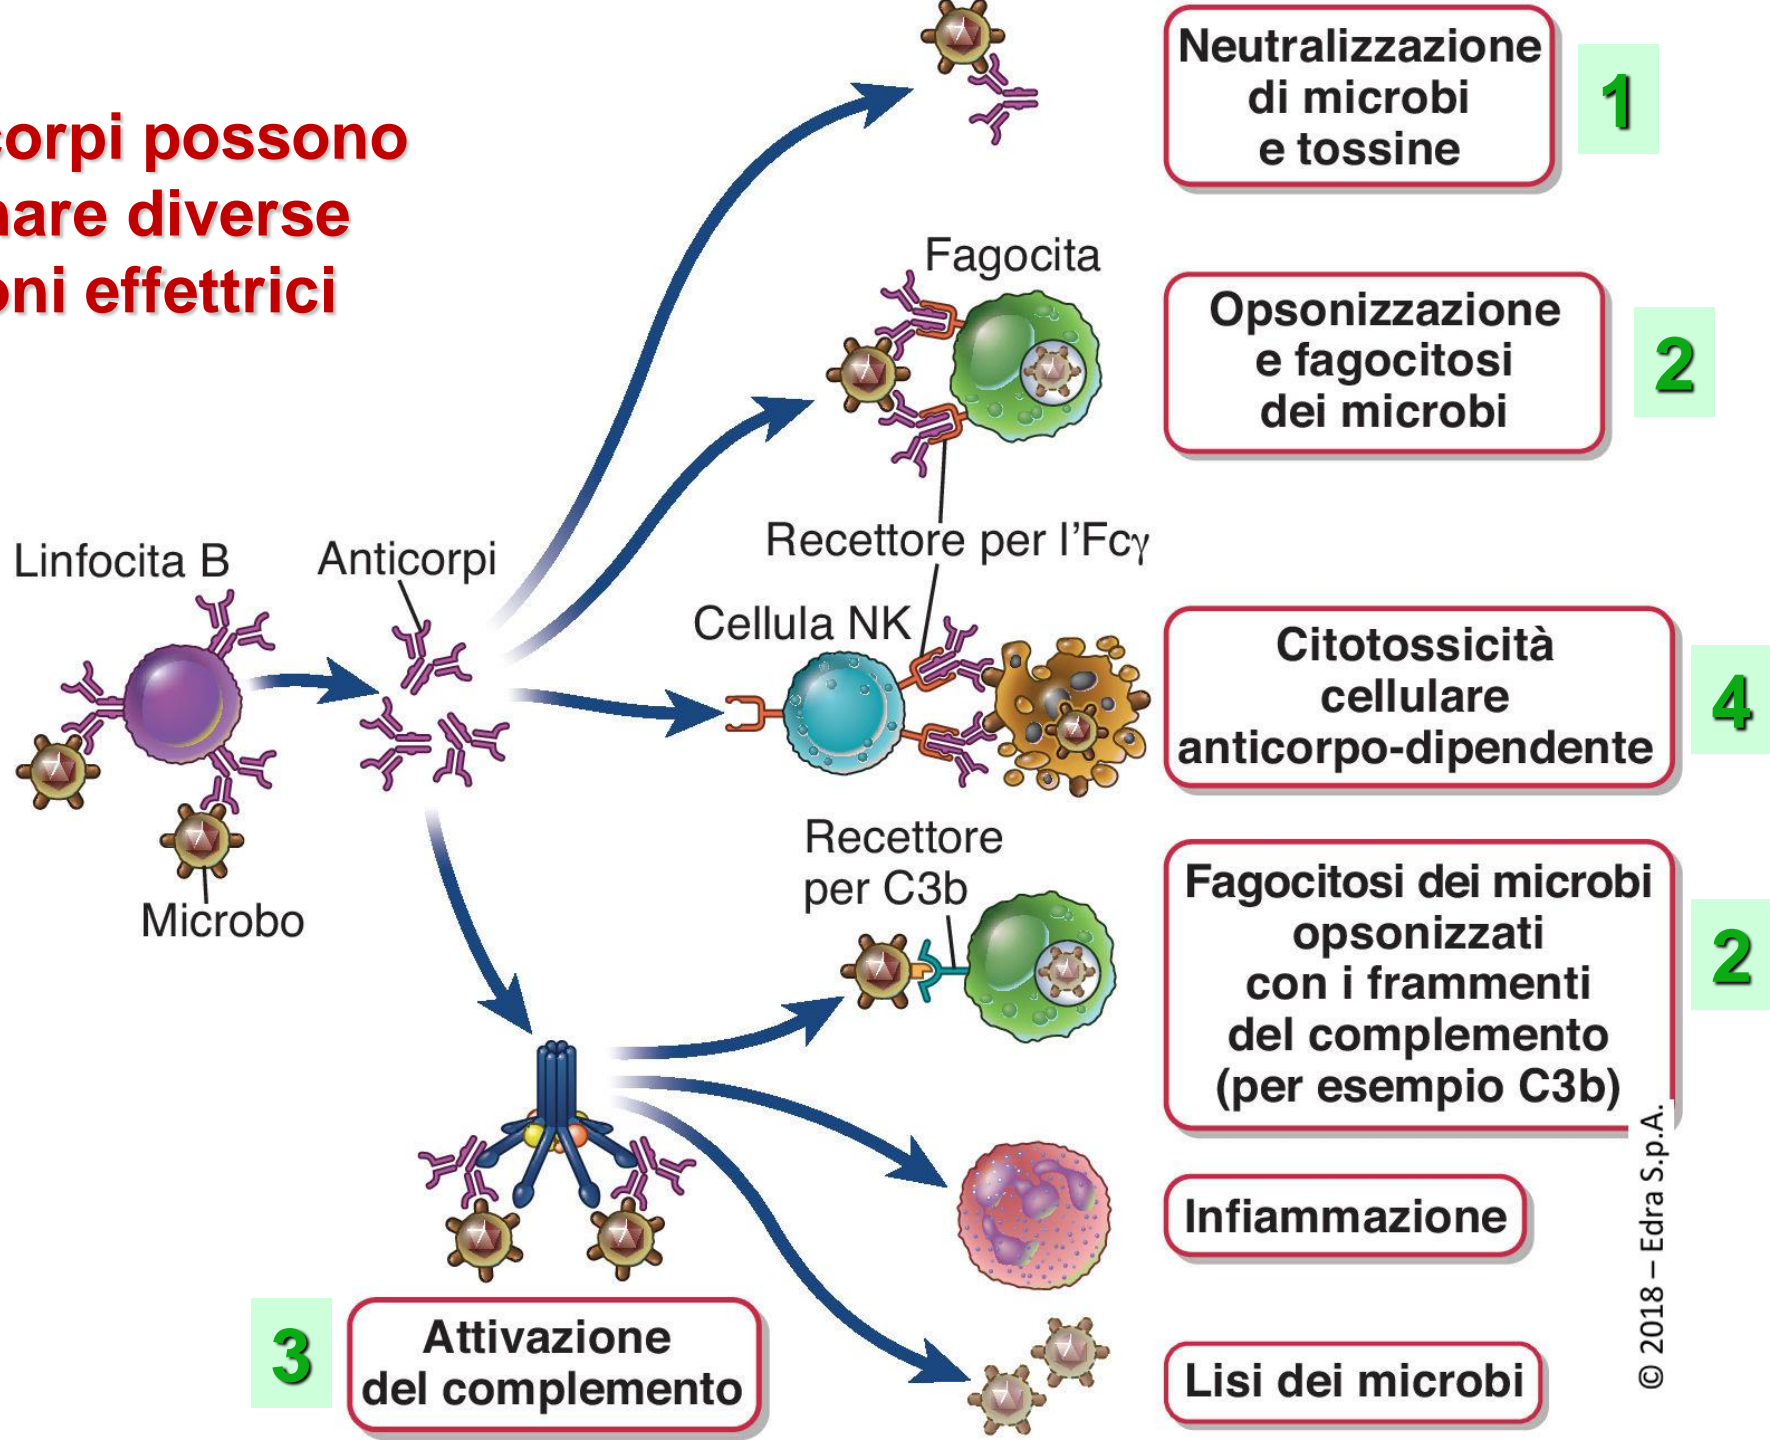 corpi possono
nare diverse
oni effettrici
Neutralizzazione
di microbi
e tossine
1
Fagocita
Opsonizzazione
e fagocitosi
dei microbi
2
Recettore per l’Fcγ
Linfocita B
Anticorpi
Cellula NK
Citotossicità
cellulare
anticorpo-dipendente
4
Microbo
Recettore
per C3b
Fagocitosi dei microbi
opsonizzati
con i frammenti
del complemento
(per esempio C3b)
2
Infiammazione
3
Attivazione
del complemento
Lisi dei microbi
© 2018 – Edra S.p.A.